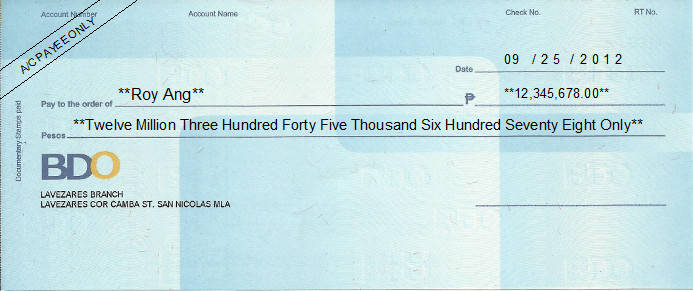 Account Number Account Name Check No. RT No.
A/C PAYEE ONLY
09 / 25 / 2012
Date
Pay to the order of **Roy Ang** ₱ **12,345,678.00**
Pesos **Twelve Million Three Hundred Forty Five Thousand Six Hundred Seventy Eight Only**
Documentary Stamps paid
BDO
LAVEZARES BRANCH
LAVEZARES COR CAMBA ST. SAN NICOLAS MLA